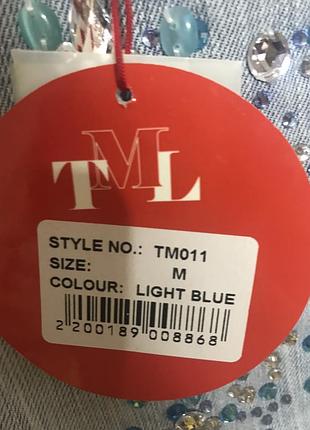 TML
STYLE NO.: TM011
SIZE: M
COLOUR: LIGHT BLUE
2 200189 008868